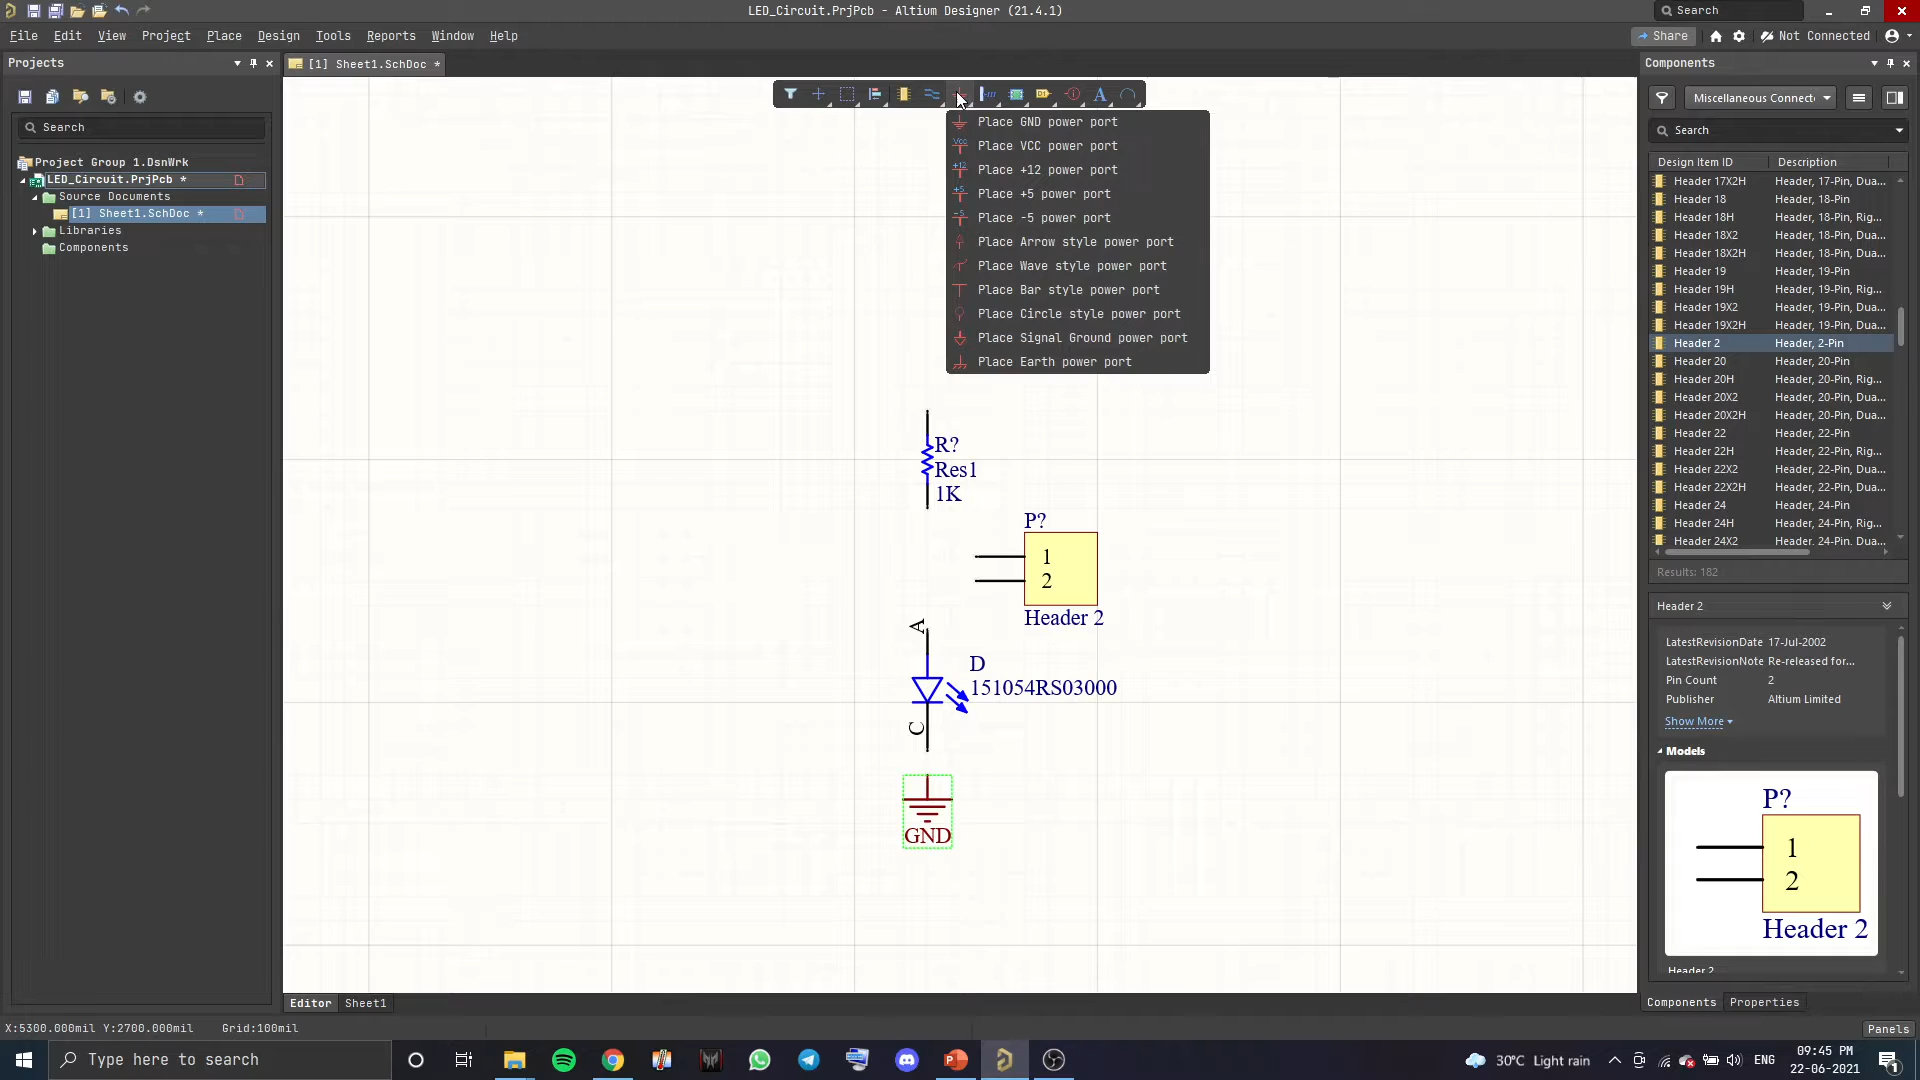 LED_Circuit.PrjPcb - Altium Designer (21.4.1)
Search
File Edit View Project Place Design Tools Reports Window Help
Share
Not Connected
Projects
[1] Sheet1.SchDoc *
Components
Miscellaneous Connect
Search
Search
Project Group 1.DsnWrk
LED_Circuit.PrjPcb *
Source Documents
[1] Sheet1.SchDoc *
Libraries
Components
Place GND power port
Place VCC power port
Place +12 power port
Place +5 power port
Place -5 power port
Place Arrow style power port
Place Wave style power port
Place Bar style power port
Place Circle style power port
Place Signal Ground power port
Place Earth power port
R?
Res1
1K
P?
1
2
Header 2
A
D
151054RS03000
C
GND
Design Item ID Description
Header 17X2H Header, 17-Pin, Dua...
Header 18 Header, 18-Pin
Header 18H Header, 18-Pin, Rig...
Header 18X2 Header, 18-Pin, Dua...
Header 18X2H Header, 18-Pin, Dua...
Header 19 Header, 19-Pin
Header 19H Header, 19-Pin, Rig...
Header 19X2 Header, 19-Pin, Dua...
Header 19X2H Header, 19-Pin, Dua...
Header 2 Header, 2-Pin
Header 20 Header, 20-Pin
Header 20H Header, 20-Pin, Rig...
Header 20X2 Header, 20-Pin, Dua...
Header 20X2H Header, 20-Pin, Dua...
Header 22 Header, 22-Pin
Header 22H Header, 22-Pin, Rig...
Header 22X2 Header, 22-Pin, Dua...
Header 22X2H Header, 22-Pin, Dua...
Header 24 Header, 24-Pin
Header 24H Header, 24-Pin, Rig...
Header 24X2 Header, 24-Pin, Dua...
Results: 182
Header 2
LatestRevisionDate 17-Jul-2002
LatestRevisionNote Re-released for...
Pin Count 2
Publisher Altium Limited
Show More
Models
P?
1
2
Header 2
Header 2
Editor Sheet1
Components Properties
X:5300.000mil Y:2700.000mil Grid:100mil
Panels
Type here to search
30°C Light rain
ENG
09:45 PM
22-06-2021
1